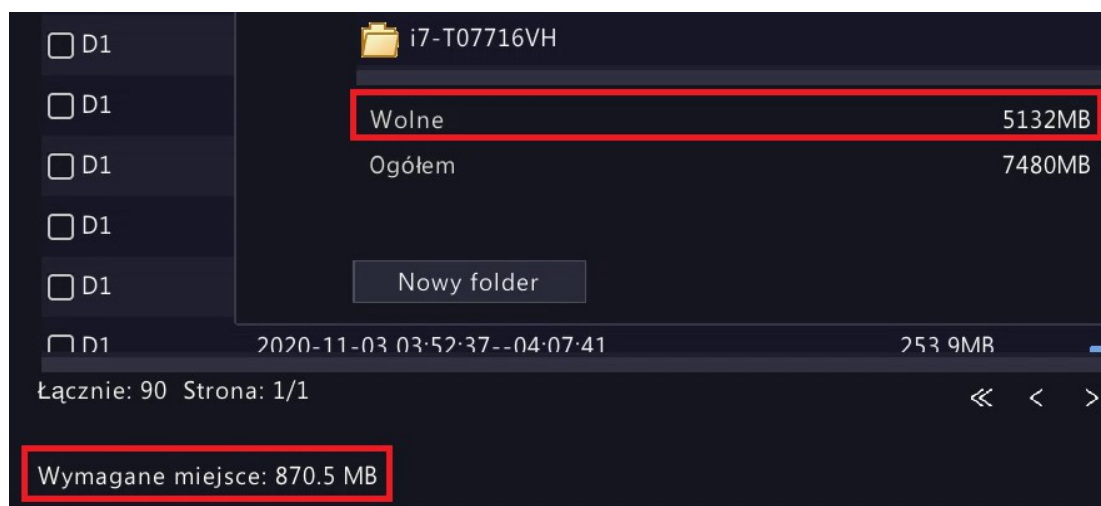 D1
i7-T07716VH
D1
Wolne 5132MB
D1
Ogółem 7480MB
D1
D1
Nowy folder
D1 2020-11-03 03:52:37--04:07:41 253.9MB
Łącznie: 90 Strona: 1/1 ≪ < >
Wymagane miejsce: 870.5 MB